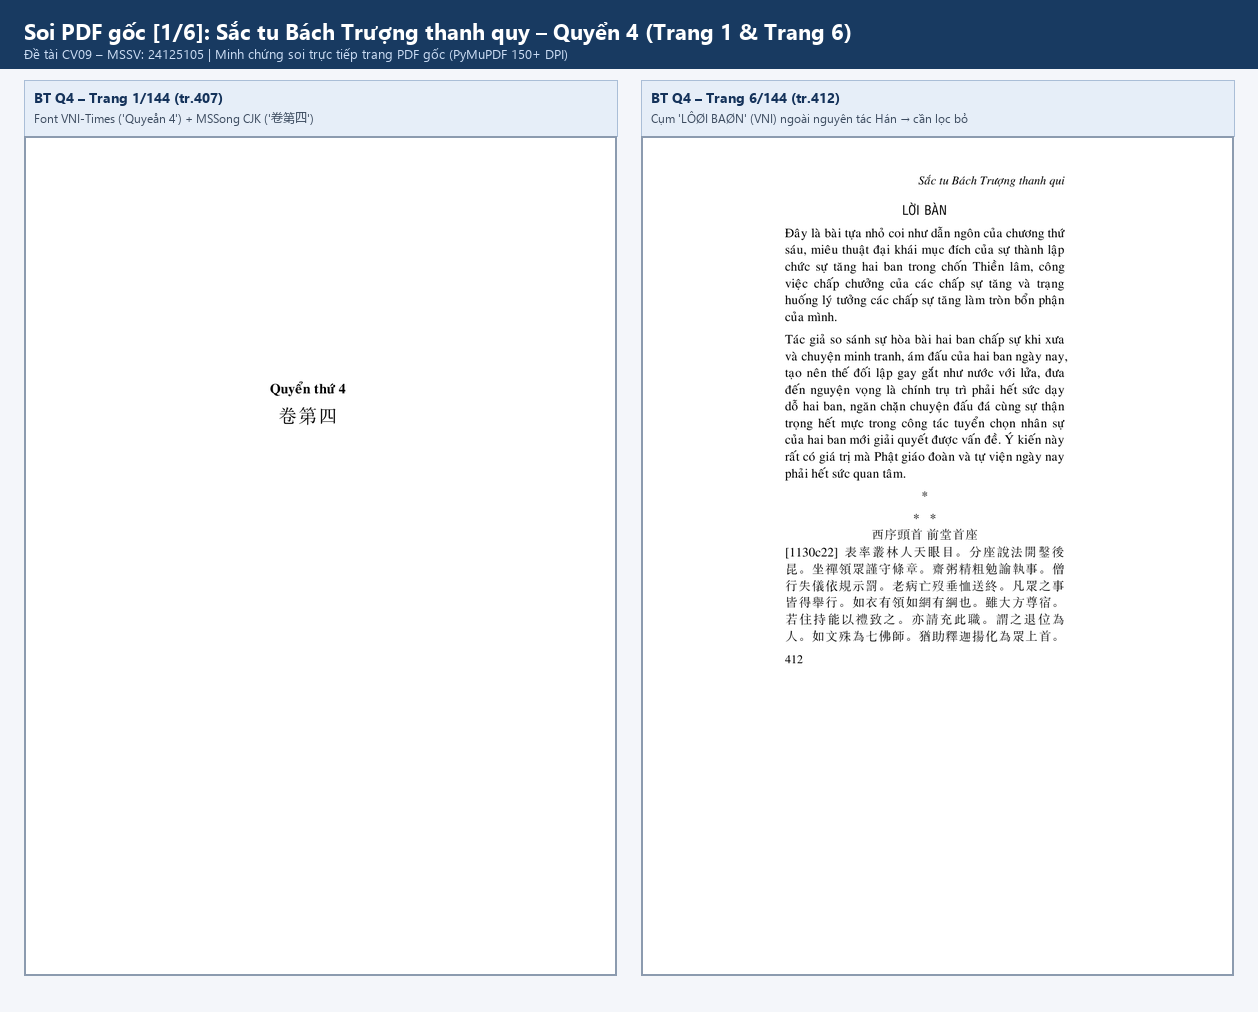 Soi PDF gốc [1/6]: Sắc tu Bách Trượng thanh quy – Quyển 4 (Trang 1 & Trang 6)
Đề tài CV09 – MSSV: 24125105 | Minh chứng soi trực tiếp trang PDF gốc (PyMuPDF 150+ DPI)
BT Q4 – Trang 1/144 (tr.407)
Font VNI-Times ('Quyeån 4') + MSSong CJK ('卷第四')
Quyển thứ 4
卷第四
BT Q4 – Trang 6/144 (tr.412)
Cụm 'LÔØI BAØN' (VNI) ngoài nguyên tác Hán → cần lọc bỏ
Sắc tu Bách Trượng thanh qui
LỜI BÀN
Đây là bài tựa nhỏ coi như dẫn ngôn của chương thứ
sáu, miêu thuật đại khái mục đích của sự thành lập
chức sự tăng hai ban trong chốn Thiền lâm, công
việc chấp chưởng của các chấp sự tăng và trạng
huống lý tưởng các chấp sự tăng làm tròn bổn phận
của mình.
Tác giả so sánh sự hòa bài hai ban chấp sự khi xưa
và chuyện minh tranh, ám đấu của hai ban ngày nay,
tạo nên thế đối lập gay gắt như nước với lửa, đưa
đến nguyện vọng là chính trụ trì phải hết sức dạy
dỗ hai ban, ngăn chặn chuyện đấu đá cùng sự thận
trọng hết mực trong công tác tuyển chọn nhân sự
của hai ban mới giải quyết được vấn đề. Ý kiến này
rất có giá trị mà Phật giáo đoàn và tự viện ngày nay
phải hết sức quan tâm.
*
* *
西序頭首 前堂首座
[1130c22] 表率叢林人天眼目。分座說法開鑿後
昆。坐禪領眾謹守條章。齋粥精粗勉諭執事。僧
行失儀依規示罰。老病亡歿垂恤送終。凡眾之事
皆得舉行。如衣有領如網有綱也。雖大方尊宿。
若住持能以禮致之。亦請充此職。謂之退位為
人。如文殊為七佛師。猶助釋迦揚化為眾上首。
412